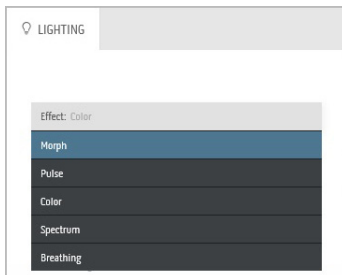 LIGHTING
Effect: Color
Morph
Pulse
Color
Spectrum
Breathing